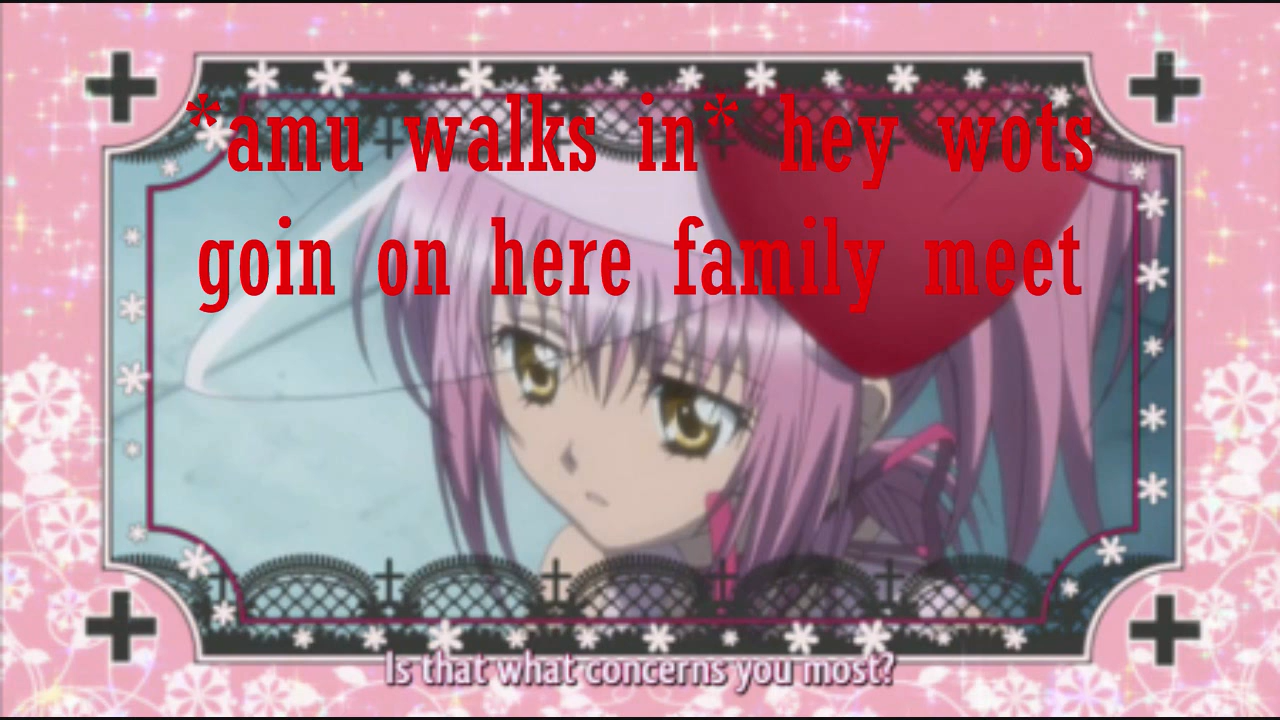 *amu walks in* hey wots
goin on here family meet
Is that what concerns you most?